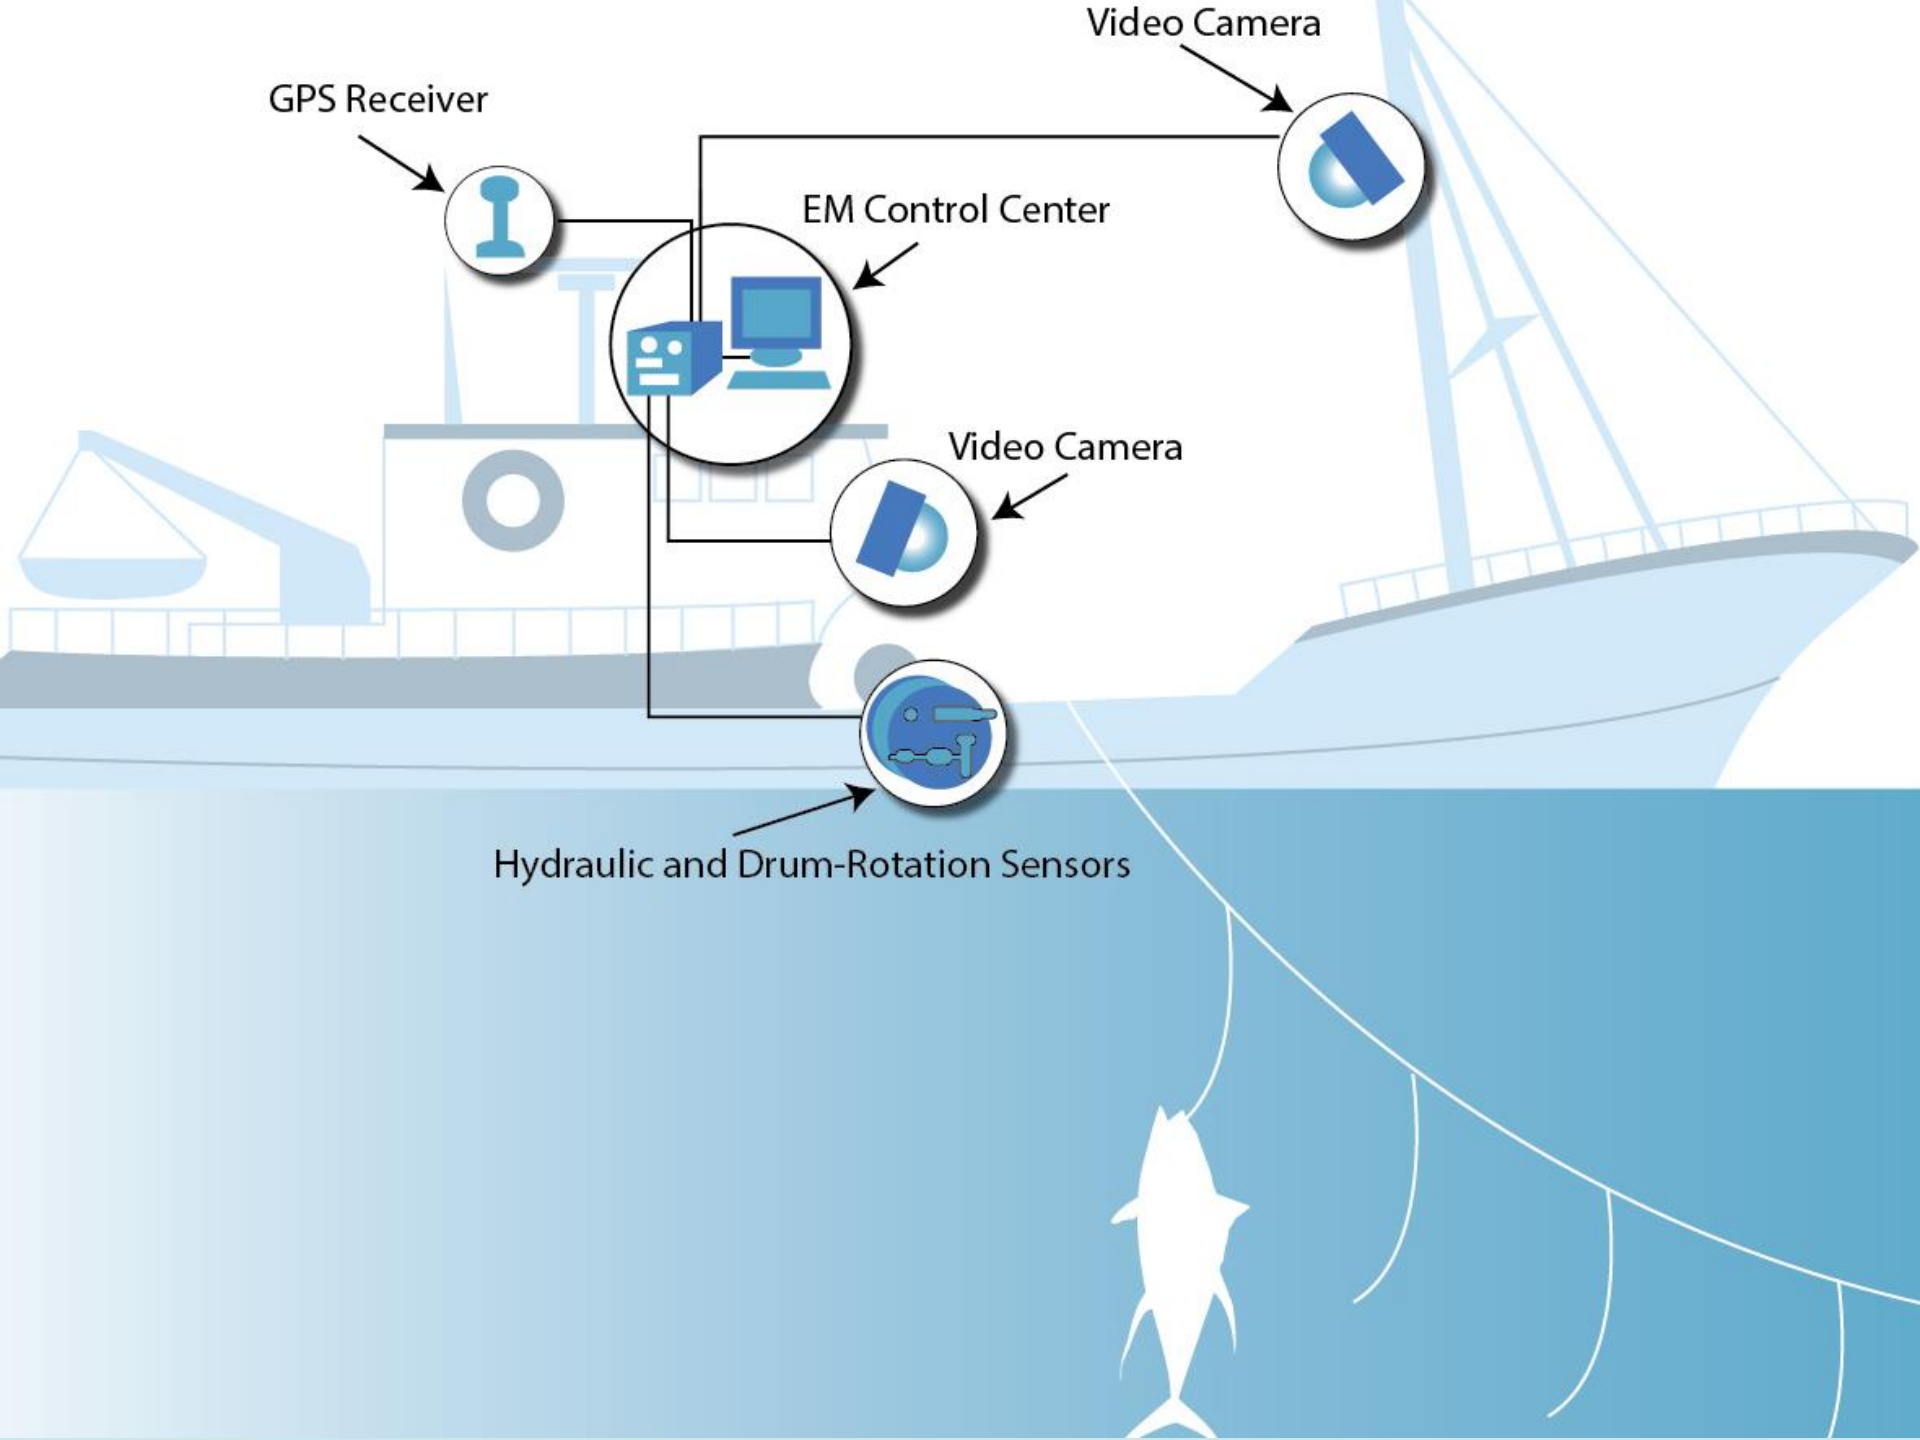 Video Camera
GPS Receiver
EM Control Center
Video Camera
Hydraulic and Drum-Rotation Sensors